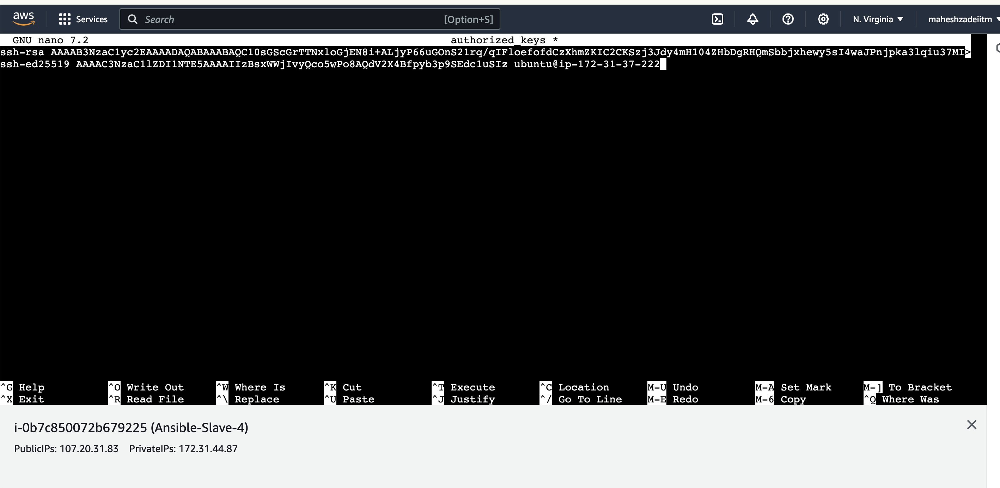 aws Services Search [Option+S] N. Virginia maheshzadeiitm
GNU nano 7.2 authorized_keys *
ssh-rsa AAAAB3NzaC1yc2EAAAADAQABAAABAQC10sGScGrTTNxloGjEN8i+ALjyP66uGOnS21rq/qIFloefofdCzXhmZKIC2CKSzj3Jdy4mH104ZHbDgRHQmSbbjxhewy5sI4waJPnjpka3lqiu37MI>
ssh-ed25519 AAAAC3NzaC1lZDI1NTE5AAAAIIzBsxWWjIvyQco5wPo8AQdV2X4Bfpyb3p9SEdc1uSIz ubuntu@ip-172-31-37-222
^G Help ^O Write Out ^W Where Is ^K Cut ^T Execute ^C Location M-U Undo M-A Set Mark M-] To Bracket
^X Exit ^R Read File ^\ Replace ^U Paste ^J Justify ^/ Go To Line M-E Redo M-6 Copy ^Q Where Was
i-0b7c850072b679225 (Ansible-Slave-4)
PublicIPs: 107.20.31.83 PrivateIPs: 172.31.44.87